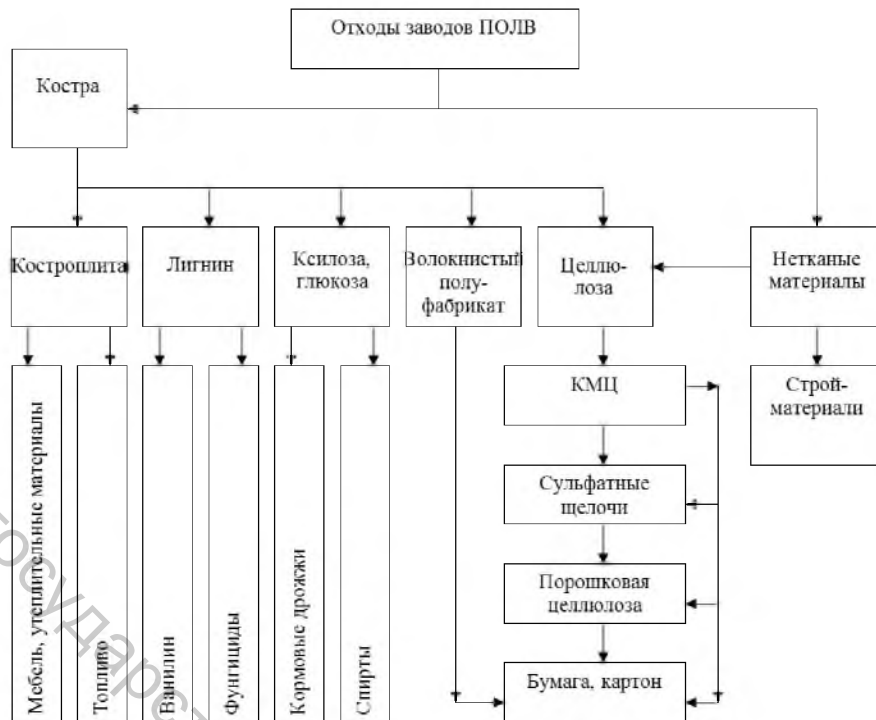 Отходы заводов ПОЛВ
Костра
Костроплита
Лигнин
Ксилоза,
глюкоза
Волокнистый
полу-
фабрикат
Целлю-
лоза
Нетканые
материалы
Мебель, утеплительные материалы
Топливо
Ванилин
Фунгициды
Кормовые дрожжи
Спирты
КМЦ
Строй-
материали
Сульфатные
щелочи
Порошковая
целлюлоза
Бумага, картон